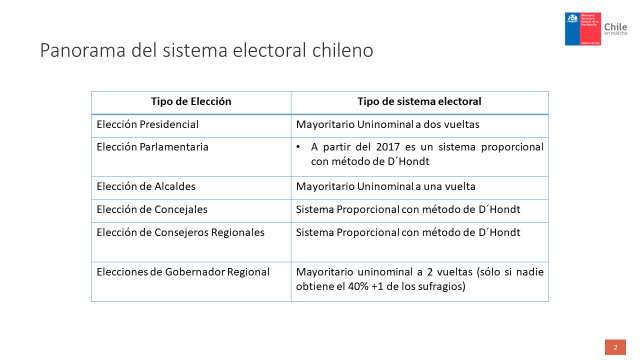 Chile
en marcha
Panorama del sistema electoral chileno
Tipo de Elección
Tipo de sistema electoral
Elección Presidencial
Mayoritario Uninominal a dos vueltas
Elección Parlamentaria
• A partir del 2017 es un sistema proporcional
con método de D´Hondt
Elección de Alcaldes
Mayoritario Uninominal a una vuelta
Elección de Concejales
Sistema Proporcional con método de D´Hondt
Elección de Consejeros Regionales
Sistema Proporcional con método de D´Hondt
Elecciones de Gobernador Regional
Mayoritario uninominal a 2 vueltas (sólo si nadie
obtiene el 40% +1 de los sufragios)
2